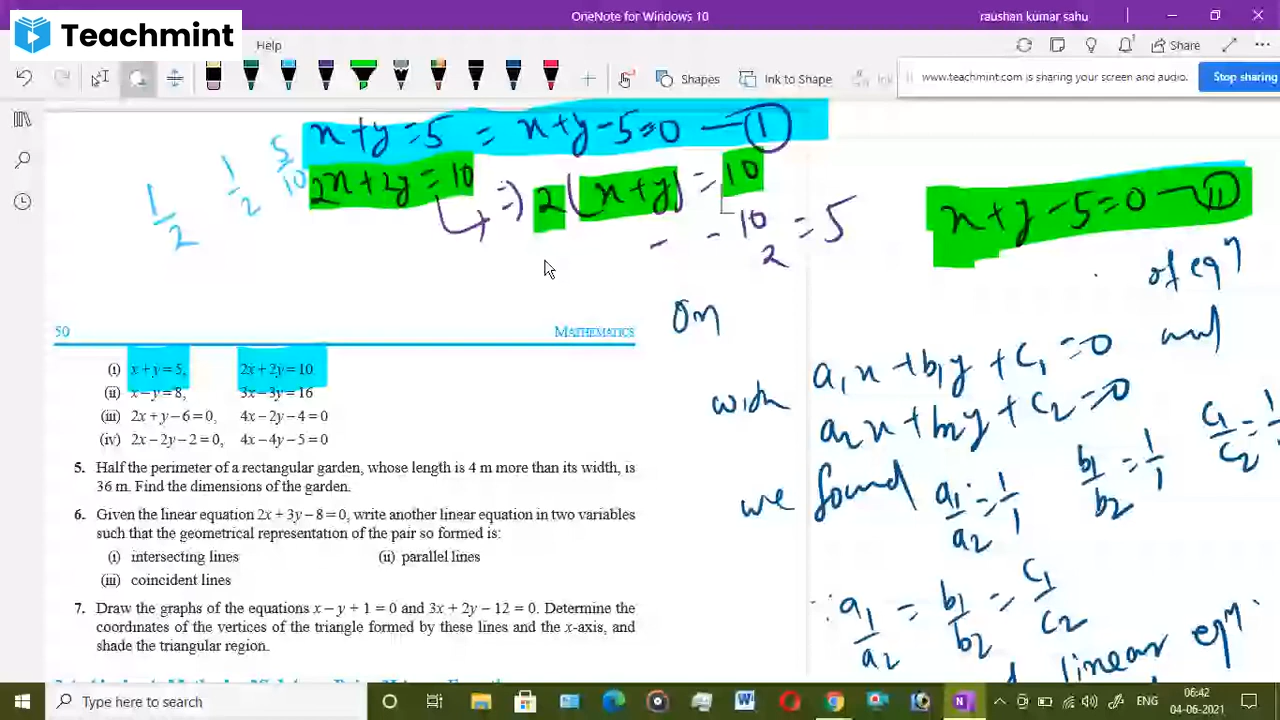 OneNote for Windows 10
raushan kumar sahu
Teachmint
Help
Share
Shapes
Ink to Shape
Ink
www.teachmint.com is sharing your screen and audio.
Stop sharing
x+y=5 = x+y-5=0 — ①
2x+2y=10 ⇒ 2(x+y)=10
10/2 = 5
1/2 1/2 5/10
x+y-5=0 — ⓘⓘ
of eqn
On
and
with a₁x+b₁y+c₁=0
a₂x+b₂y+c₂=0
we found a₁/a₂=1/1 b₁/b₂=1/1 c₁/c₂=1/
∵ a₁/a₂ = b₁/b₂ = c₁/c₂
linear eqn
50 MATHEMATICS
(i) x + y = 5, 2x + 2y = 10
(ii) x – y = 8, 3x – 3y = 16
(iii) 2x + y – 6 = 0, 4x – 2y – 4 = 0
(iv) 2x – 2y – 2 = 0, 4x – 4y – 5 = 0
5. Half the perimeter of a rectangular garden, whose length is 4 m more than its width, is
36 m. Find the dimensions of the garden.
6. Given the linear equation 2x + 3y – 8 = 0, write another linear equation in two variables
such that the geometrical representation of the pair so formed is:
(i) intersecting lines (ii) parallel lines
(iii) coincident lines
7. Draw the graphs of the equations x – y + 1 = 0 and 3x + 2y – 12 = 0. Determine the
coordinates of the vertices of the triangle formed by these lines and the x-axis, and
shade the triangular region.
Type here to search
ENG
06:42
04-06-2021